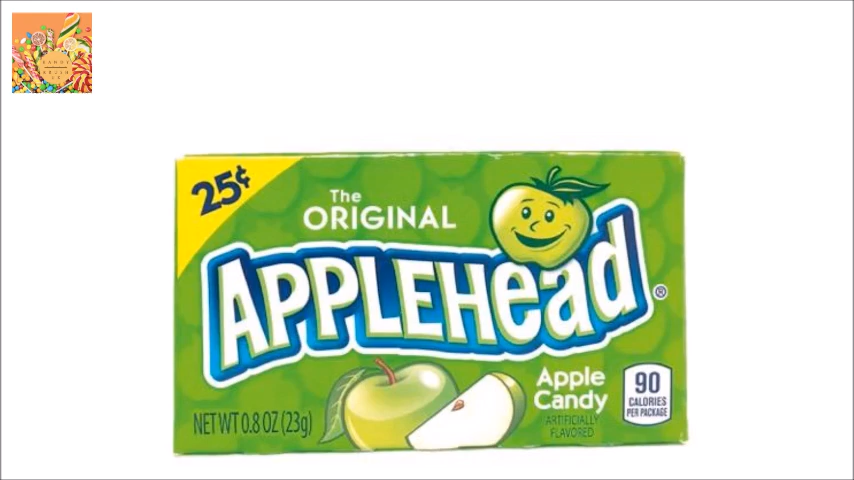 25¢
The
ORIGINAL
APPLEHead®
Apple
Candy
ARTIFICIALLY
FLAVORED
90
CALORIES
PER PACKAGE
NET WT 0.8 OZ (23g)